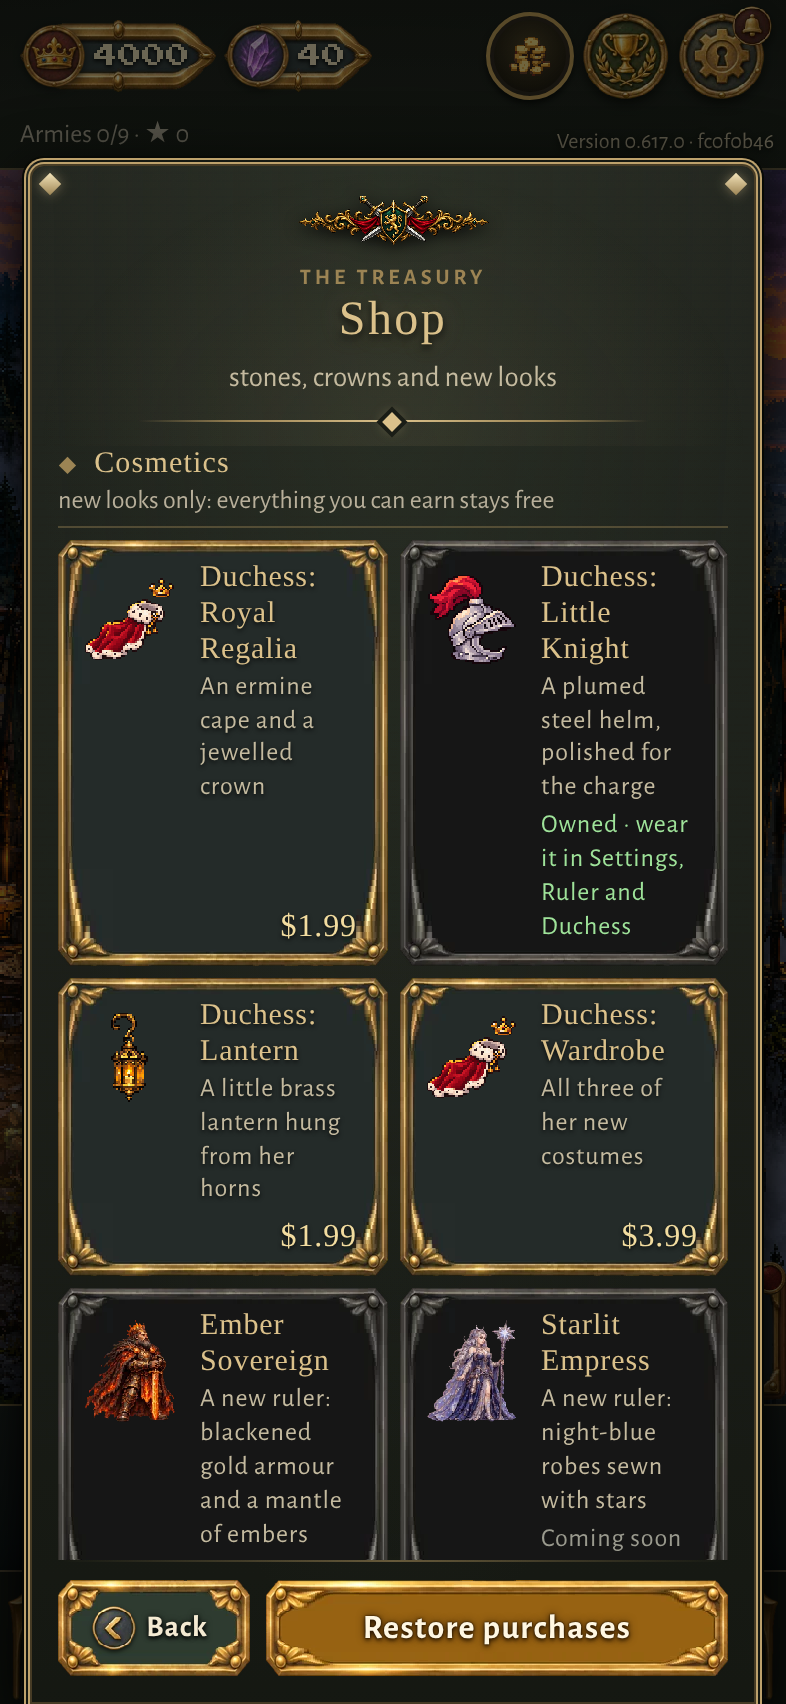 4000
40
Armies 0/9 · ★ 0
Version 0.617.0 · fc0f0b46
THE TREASURY
Shop
stones, crowns and new looks
Cosmetics
new looks only: everything you can earn stays free
Duchess:
Royal
Regalia
An ermine
cape and a
jewelled
crown
$1.99
Duchess:
Little
Knight
A plumed
steel helm,
polished for
the charge
Owned · wear
it in Settings,
Ruler and
Duchess
Duchess:
Lantern
A little brass
lantern hung
from her
horns
$1.99
Duchess:
Wardrobe
All three of
her new
costumes
$3.99
Ember
Sovereign
A new ruler:
blackened
gold armour
and a mantle
of embers
Starlit
Empress
A new ruler:
night-blue
robes sewn
with stars
Coming soon
Back
Restore purchases